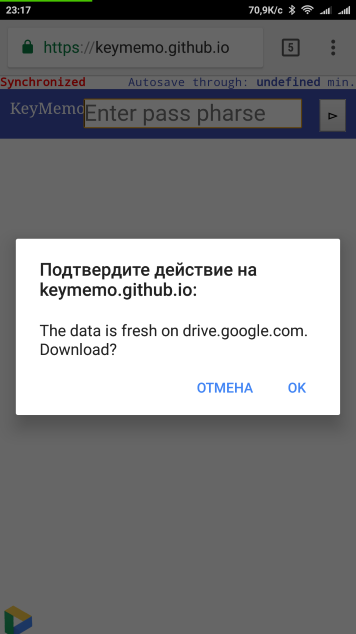 23:17 70,9K/c
https://keymemo.github.io 5
Synchronized Autosave through: undefined min.
KeyMemo Enter pass pharse
Подтвердите действие на
keymemo.github.io:
The data is fresh on drive.google.com.
Download?
ОТМЕНА OK